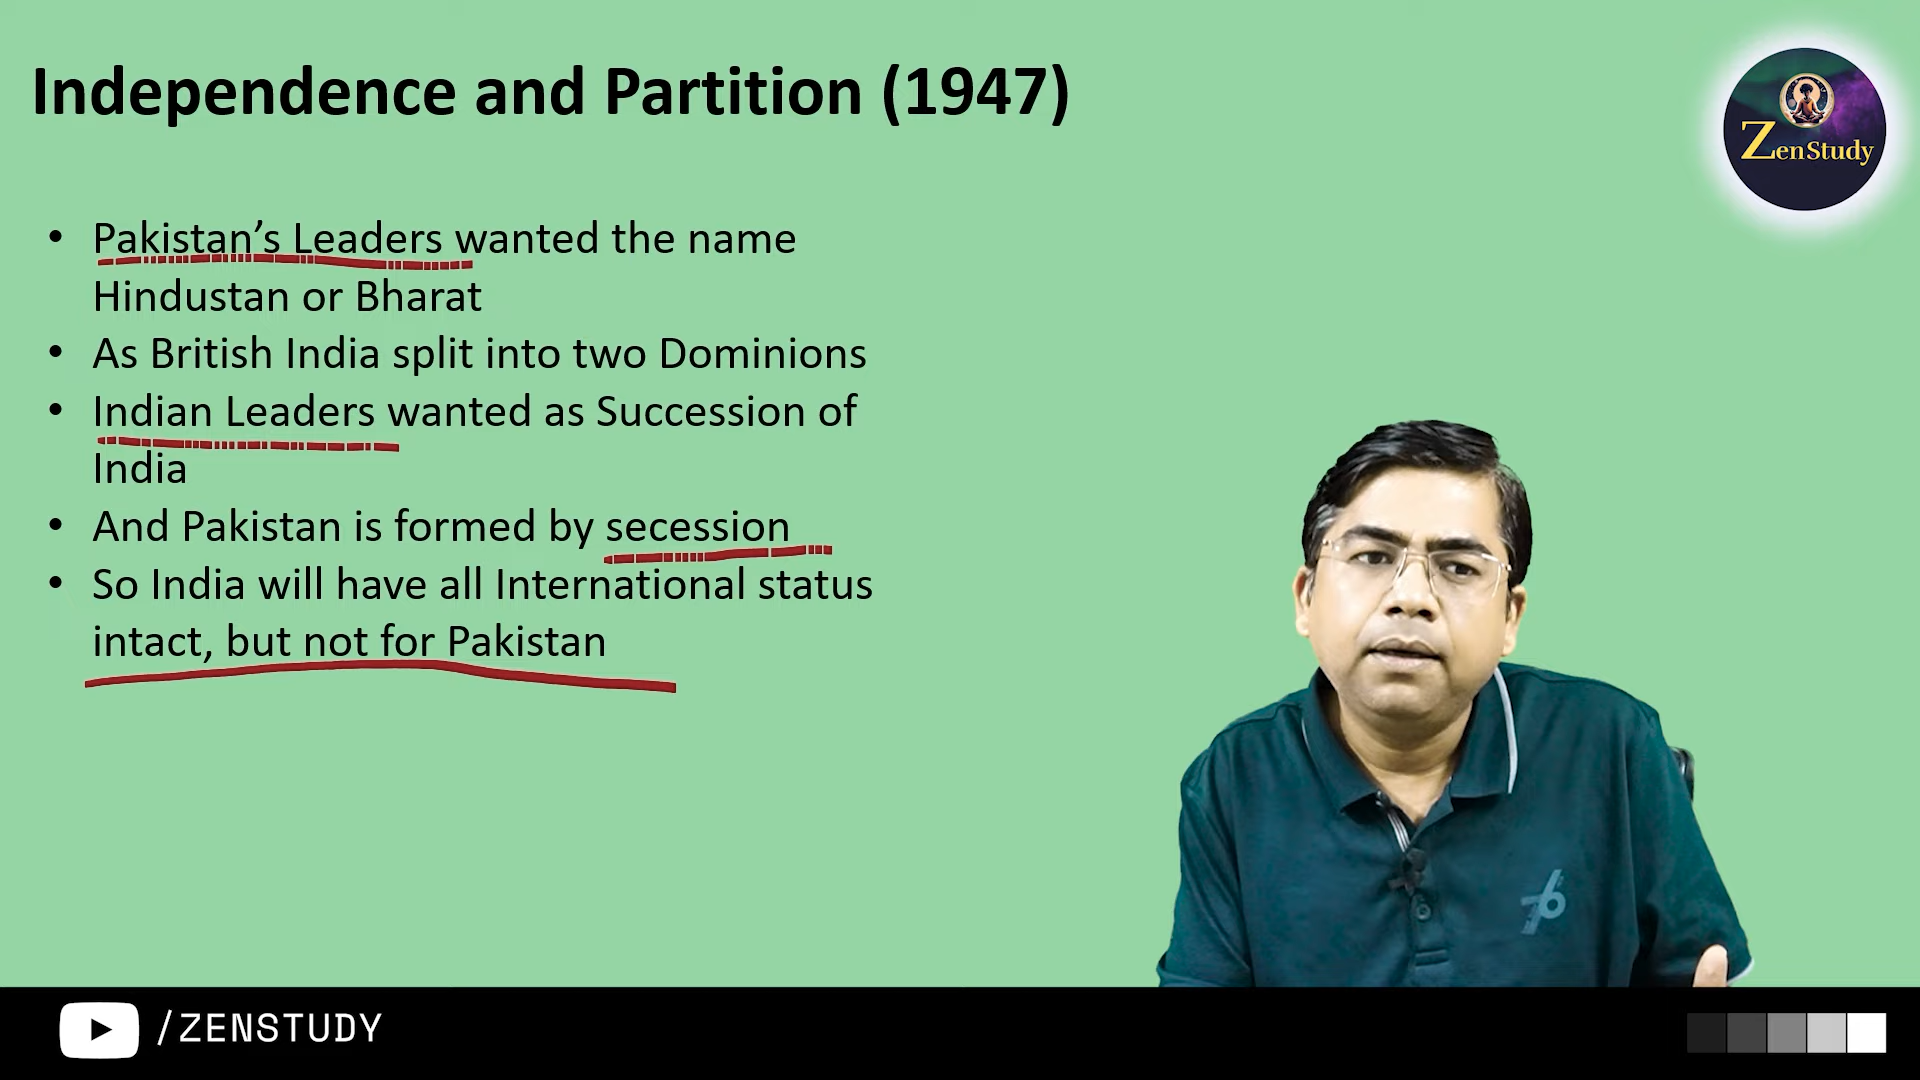 Independence and Partition (1947)
ZenStudy
• Pakistan’s Leaders wanted the name
Hindustan or Bharat
• As British India split into two Dominions
• Indian Leaders wanted as Succession of
India
• And Pakistan is formed by secession
• So India will have all International status
intact, but not for Pakistan
76
/ZENSTUDY